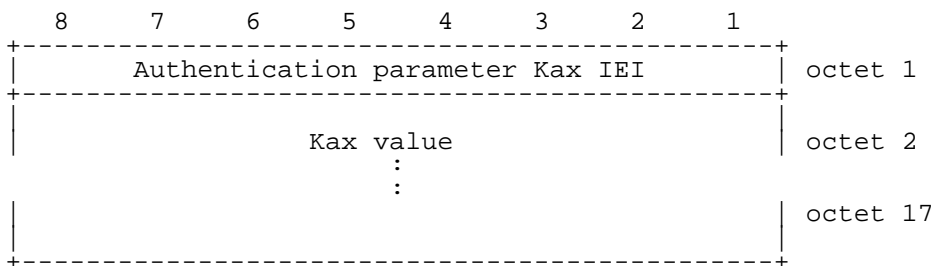 8 7 6 5 4 3 2 1
+---------------------------------------+
| Authentication parameter Kax IEI | octet 1
+---------------------------------------+
| |
| Kax value | octet 2
:
:
| | octet 17
| |
+---------------------------------------+